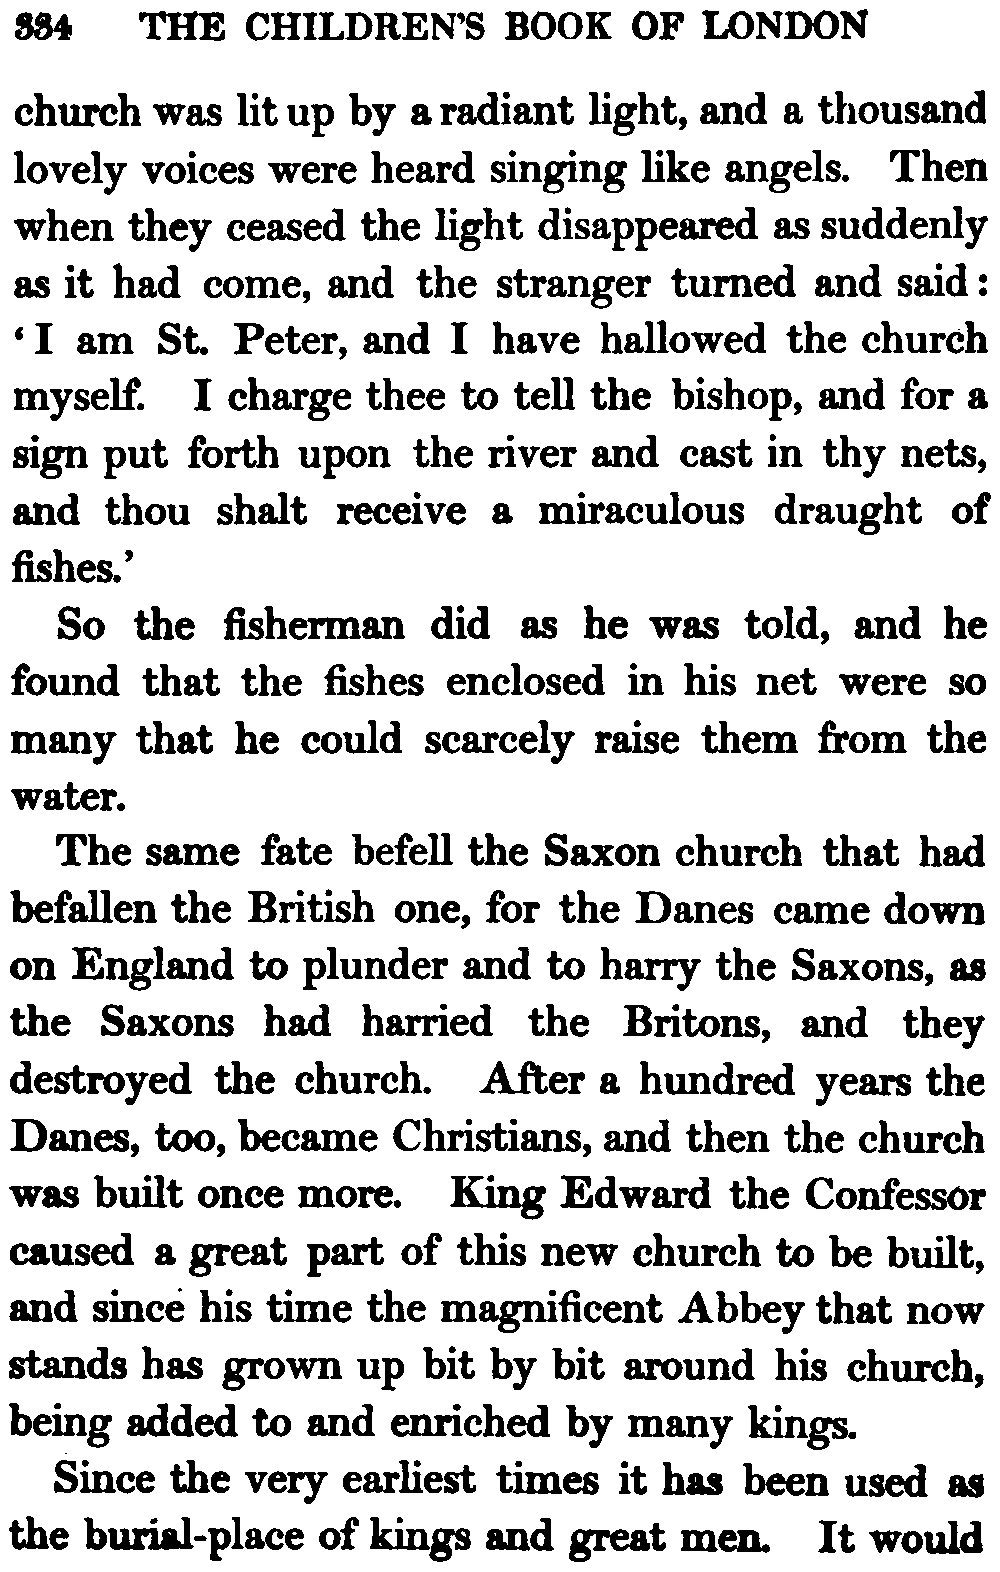 334 THE CHILDREN'S BOOK OF LONDON
church was lit up by a radiant light, and a thousand
lovely voices were heard singing like angels. Then
when they ceased the light disappeared as suddenly
as it had come, and the stranger turned and said:
'I am St. Peter, and I have hallowed the church
myself. I charge thee to tell the bishop, and for a
sign put forth upon the river and cast in thy nets,
and thou shalt receive a miraculous draught of
fishes.'
So the fisherman did as he was told, and he
found that the fishes enclosed in his net were so
many that he could scarcely raise them from the
water.
The same fate befell the Saxon church that had
befallen the British one, for the Danes came down
on England to plunder and to harry the Saxons, as
the Saxons had harried the Britons, and they
destroyed the church. After a hundred years the
Danes, too, became Christians, and then the church
was built once more. King Edward the Confessor
caused a great part of this new church to be built,
and since his time the magnificent Abbey that now
stands has grown up bit by bit around his church,
being added to and enriched by many kings.
Since the very earliest times it has been used as
the burial-place of kings and great men. It would